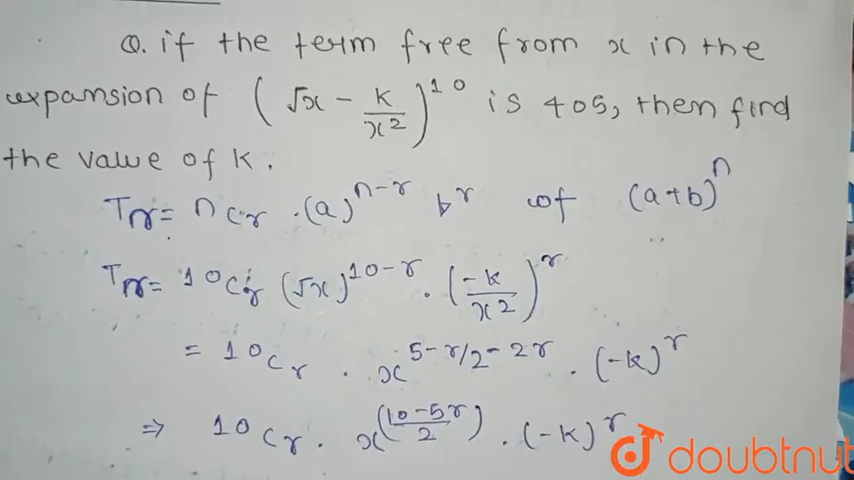 Q. if the term free from x in the
expansion of (√x - k/x²)¹⁰ is 405, then find
the value of k.
Tr = nCr .(a)ⁿ⁻ʳ bʳ of (a+b)ⁿ
Tr = 10Cr (√x)¹⁰⁻ʳ . (-k/x²)ʳ
= 10Cr . x^(5-r/2-2r) . (-k)ʳ
⇒ 10Cr . x^((10-5r)/2) . (-k)ʳ
doubtnut